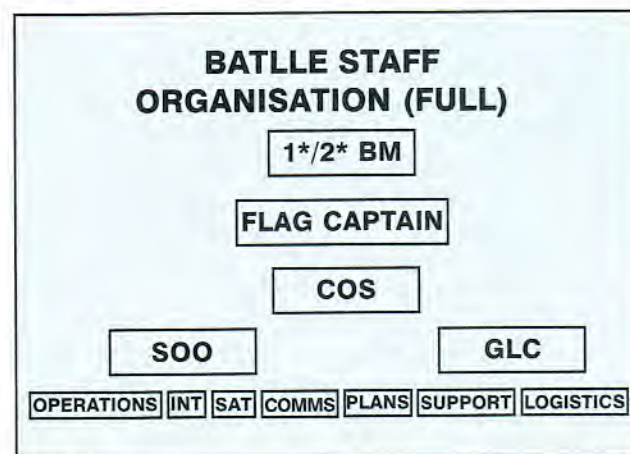 BATLLE STAFF
ORGANISATION (FULL)
1*/2* BM
FLAG CAPTAIN
COS
SOO GLC
OPERATIONS INT SAT COMMS PLANS SUPPORT LOGISTICS